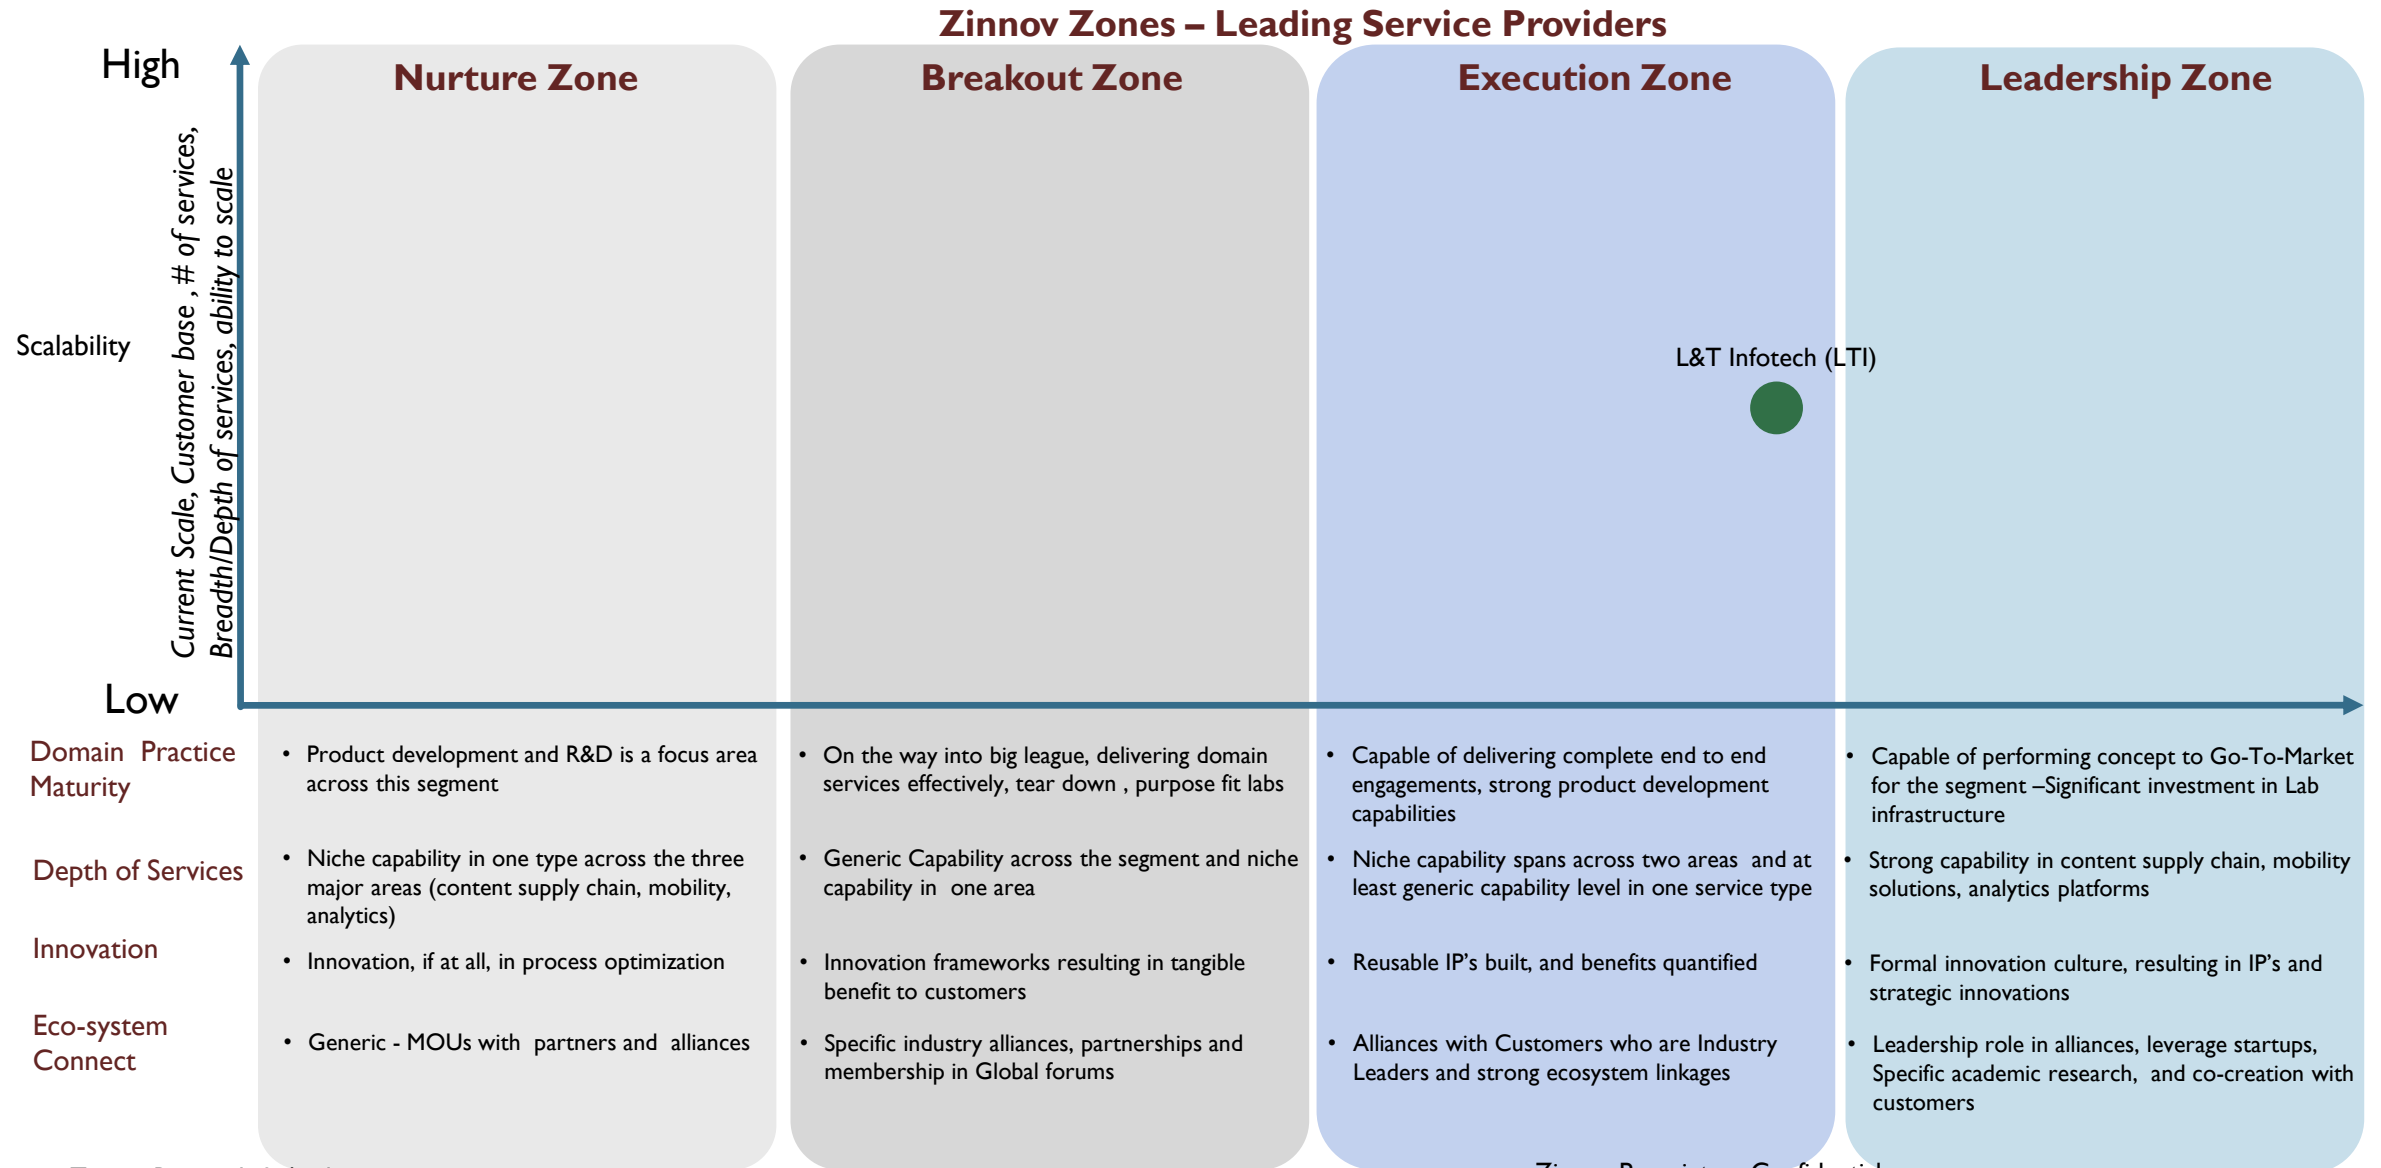 Zinnov Zones – Leading Service Providers
High
Nurture Zone
Breakout Zone
Execution Zone
Leadership Zone
Current Scale, Customer base , # of services,
Breadth/Depth of services, ability to scale
Scalability
L&T Infotech (LTI)
Low
Domain Practice
Maturity
• Product development and R&D is a focus area
across this segment
• On the way into big league, delivering domain
services effectively, tear down , purpose fit labs
• Capable of delivering complete end to end
engagements, strong product development
capabilities
• Capable of performing concept to Go-To-Market
for the segment –Significant investment in Lab
infrastructure
Depth of Services
• Niche capability in one type across the three
major areas (content supply chain, mobility,
analytics)
• Generic Capability across the segment and niche
capability in one area
• Niche capability spans across two areas and at
least generic capability level in one service type
• Strong capability in content supply chain, mobility
solutions, analytics platforms
Innovation
• Innovation, if at all, in process optimization
• Innovation frameworks resulting in tangible
benefit to customers
• Reusable IP’s built, and benefits quantified
• Formal innovation culture, resulting in IP’s and
strategic innovations
Eco-system
Connect
• Generic - MOUs with partners and alliances
• Specific industry alliances, partnerships and
membership in Global forums
• Alliances with Customers who are Industry
Leaders and strong ecosystem linkages
• Leadership role in alliances, leverage startups,
Specific academic research, and co-creation with
customers